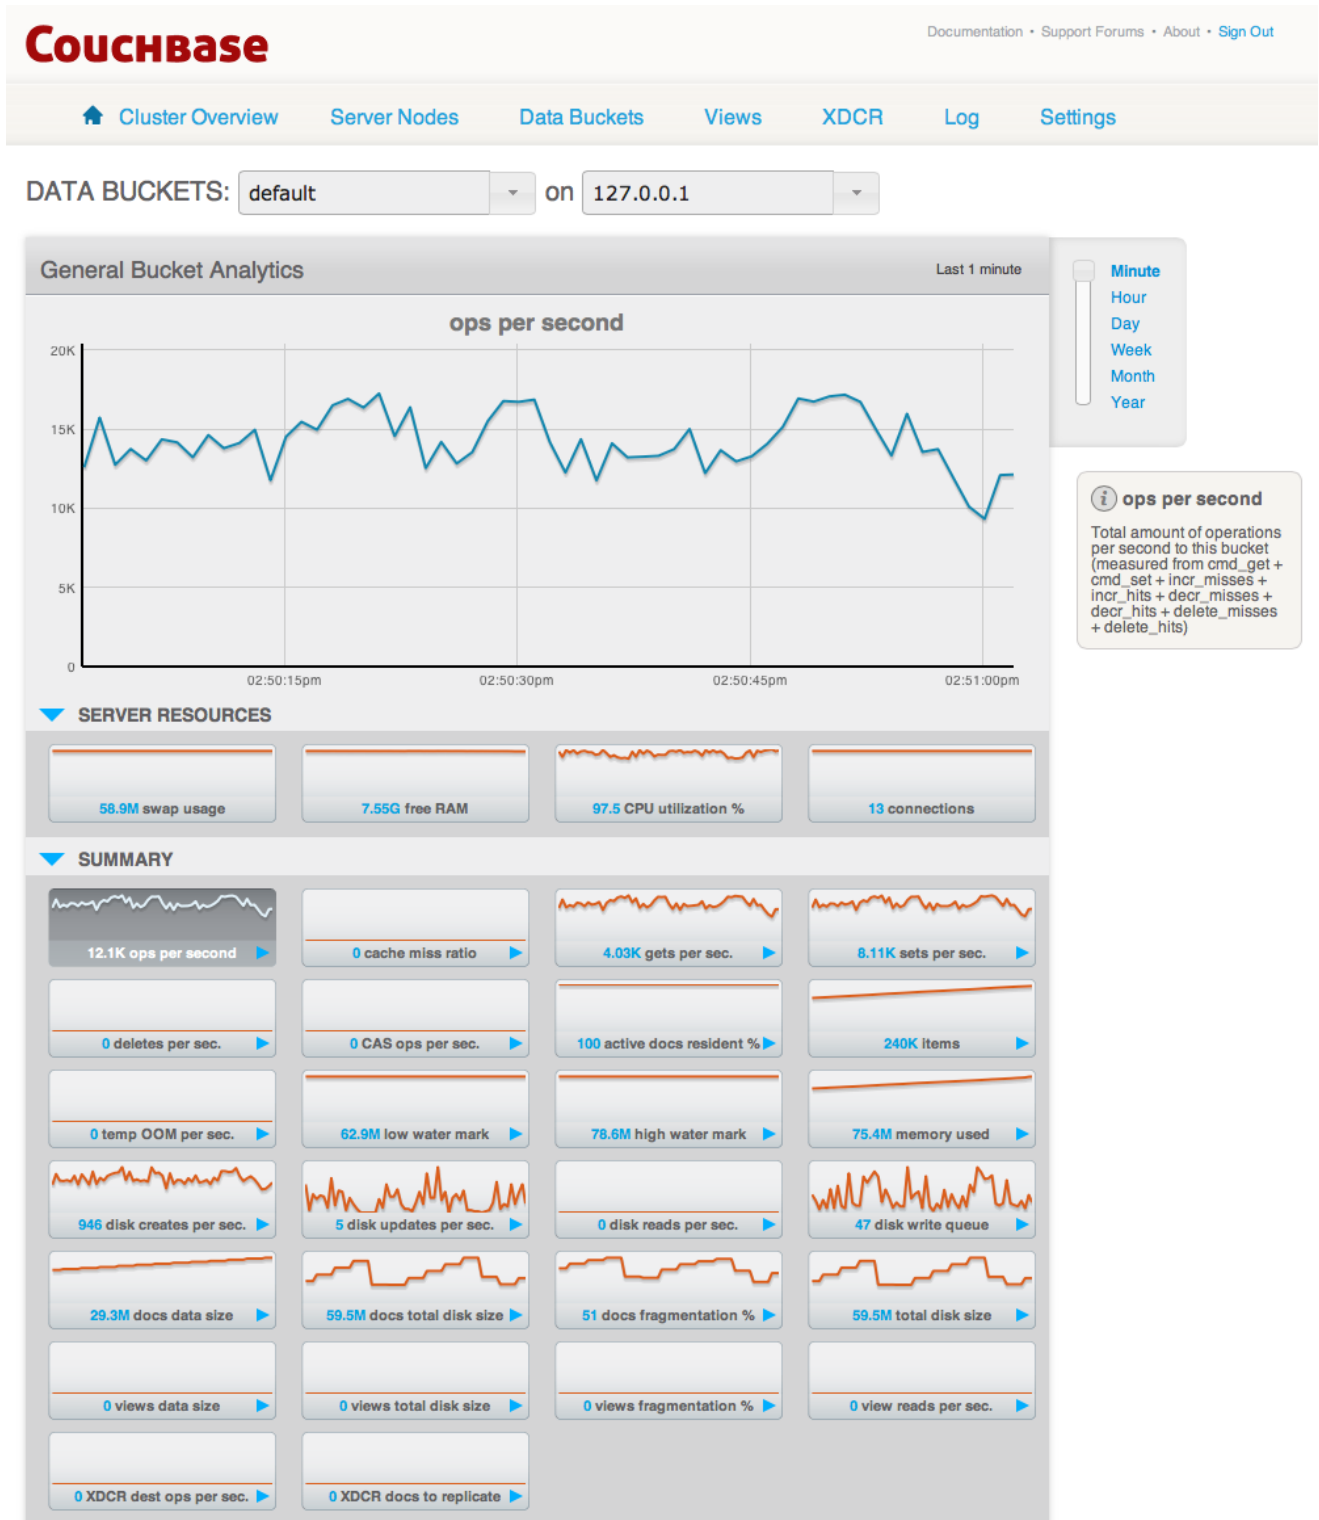 COUCHBASE
Documentation • Support Forums • About • Sign Out
Cluster Overview Server Nodes Data Buckets Views XDCR Log Settings
DATA BUCKETS: default on 127.0.0.1
General Bucket Analytics Last 1 minute
Minute
Hour
Day
Week
Month
Year
ops per second
20K
15K
10K
5K
0
02:50:15pm 02:50:30pm 02:50:45pm 02:51:00pm
i ops per second
Total amount of operations
per second to this bucket
(measured from cmd_get +
cmd_set + incr_misses +
incr_hits + decr_misses +
decr_hits + delete_misses
+ delete_hits)
SERVER RESOURCES
58.9M swap usage 7.55G free RAM 97.5 CPU utilization % 13 connections
SUMMARY
12.1K ops per second 0 cache miss ratio 4.03K gets per sec. 8.11K sets per sec.
0 deletes per sec. 0 CAS ops per sec. 100 active docs resident % 240K items
0 temp OOM per sec. 62.9M low water mark 78.6M high water mark 75.4M memory used
946 disk creates per sec. 5 disk updates per sec. 0 disk reads per sec. 47 disk write queue
29.3M docs data size 59.5M docs total disk size 51 docs fragmentation % 59.5M total disk size
0 views data size 0 views total disk size 0 views fragmentation % 0 view reads per sec.
0 XDCR dest ops per sec. 0 XDCR docs to replicate